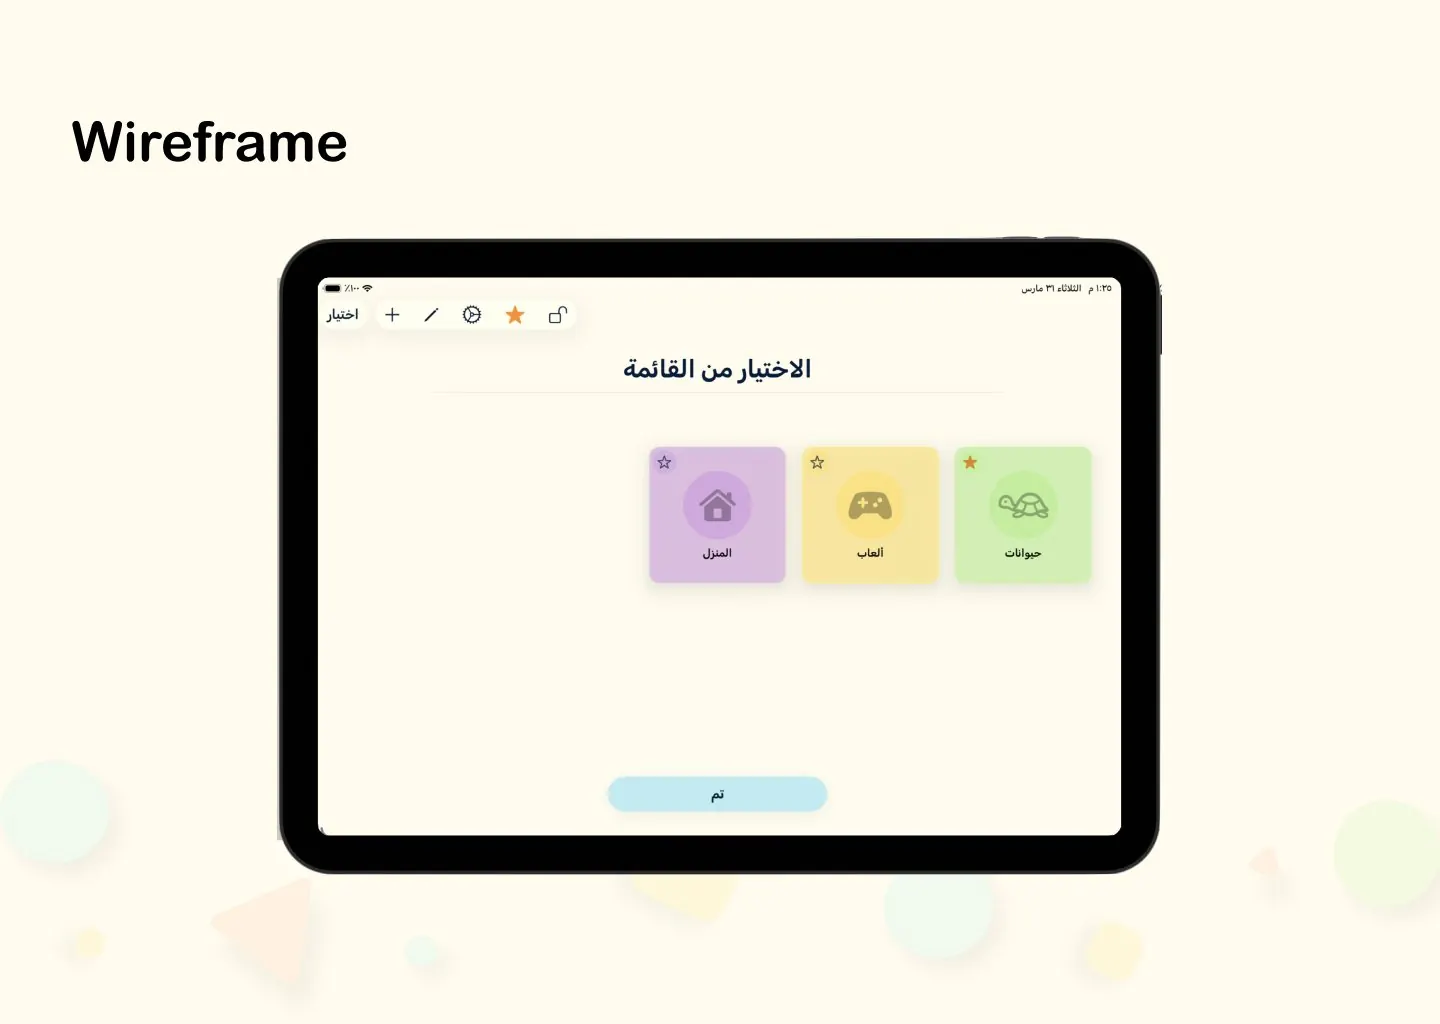 Wireframe
١:٢٥ م الثلاثاء ٣١ مارس
٪١٠٠
اختيار
الاختيار من القائمة
حيوانات
ألعاب
المنزل
تم